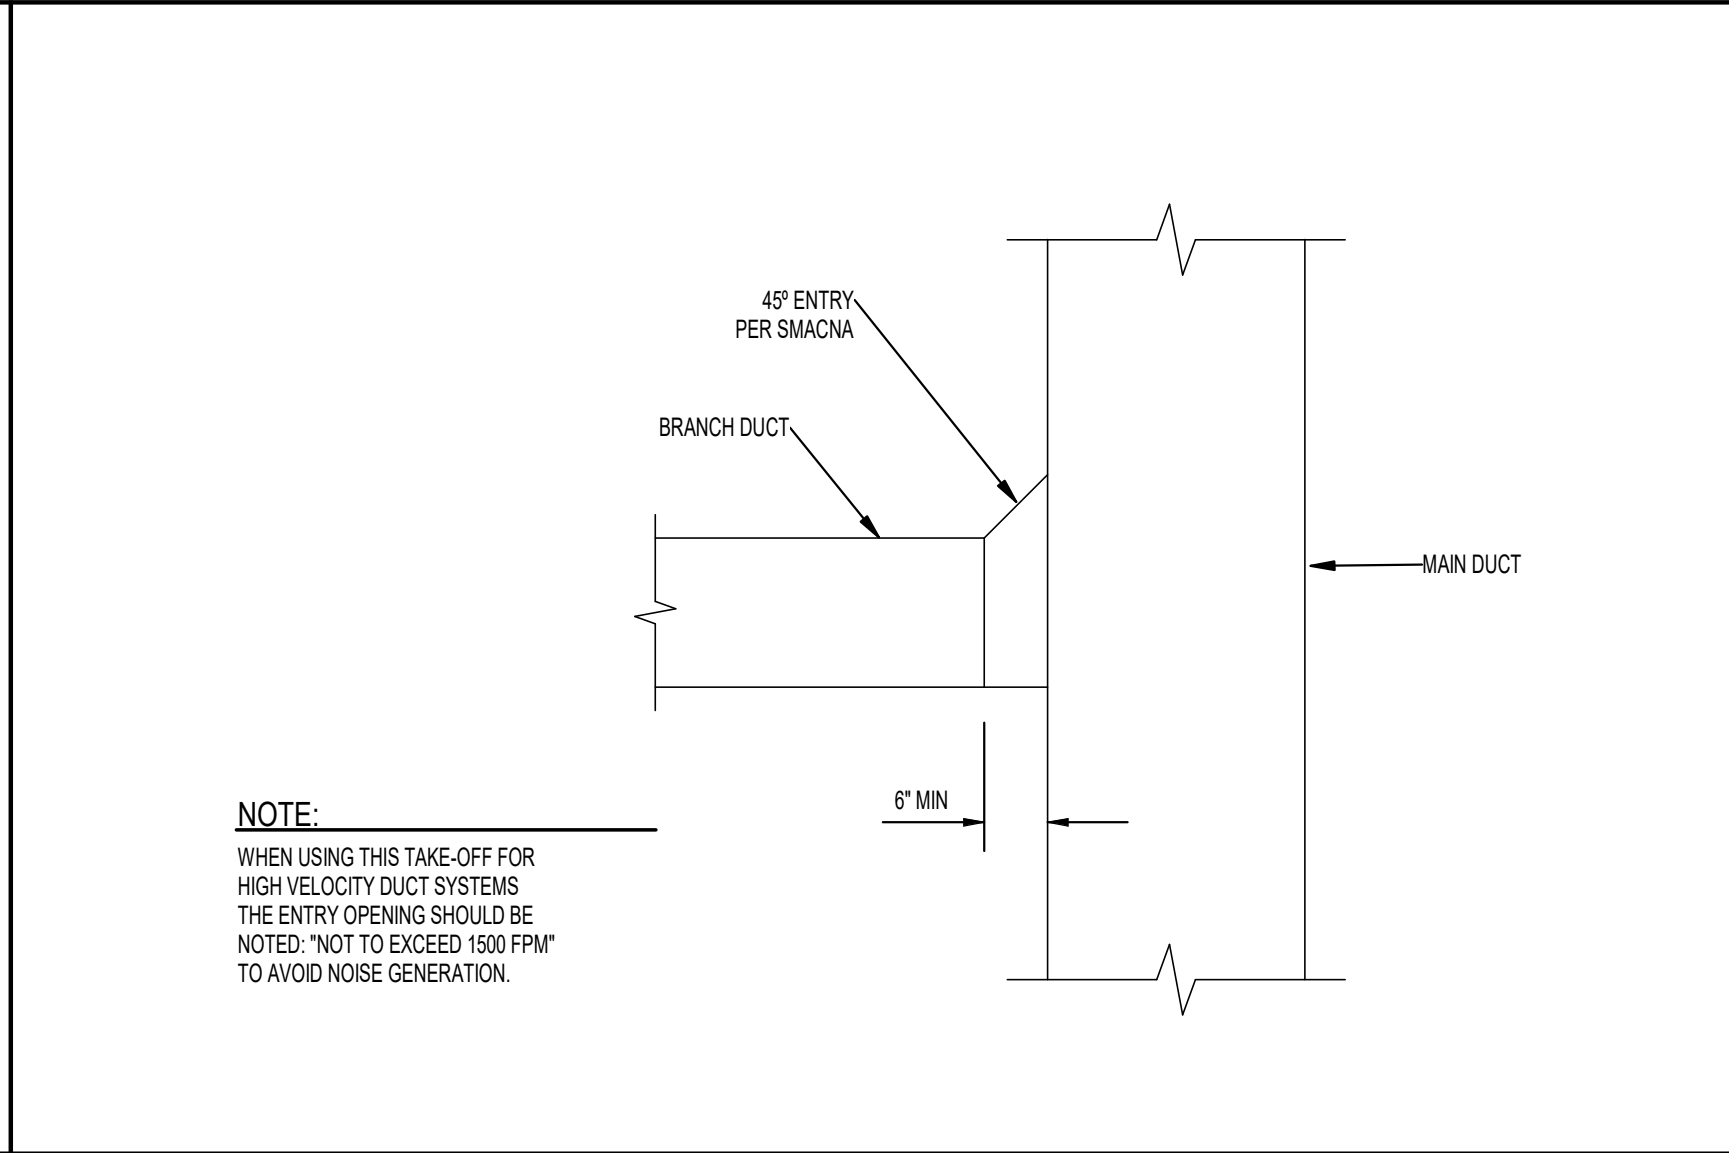 45º ENTRY
PER SMACNA
BRANCH DUCT
MAIN DUCT
6" MIN
NOTE:
WHEN USING THIS TAKE-OFF FOR
HIGH VELOCITY DUCT SYSTEMS
THE ENTRY OPENING SHOULD BE
NOTED: "NOT TO EXCEED 1500 FPM"
TO AVOID NOISE GENERATION.